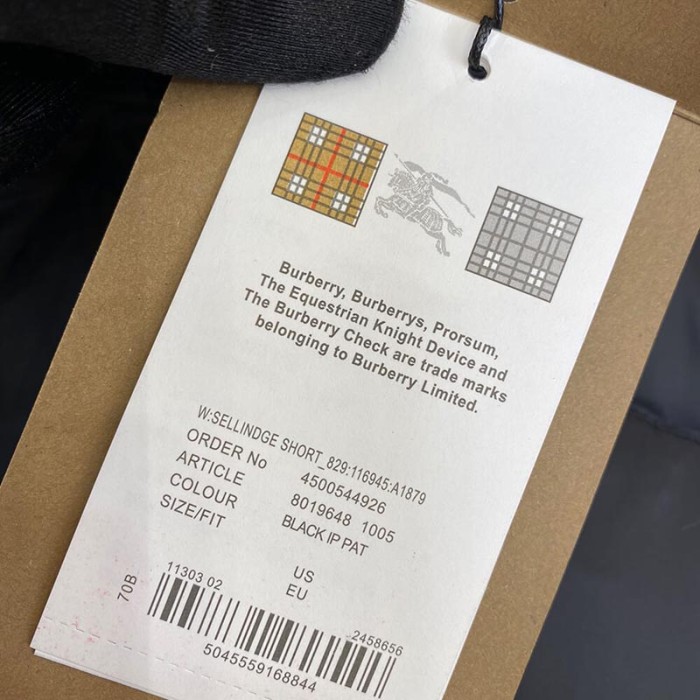 Burberry, Burberrys, Prorsum,
The Equestrian Knight Device and
The Burberry Check are trade marks
belonging to Burberry Limited.
W:SELLINDGE SHORT_829:116945:A1879
ORDER No 4500544926
ARTICLE 8019648 1005
COLOUR BLACK IP PAT
SIZE/FIT US
EU
70B
11303 02 2458656
5045559168844